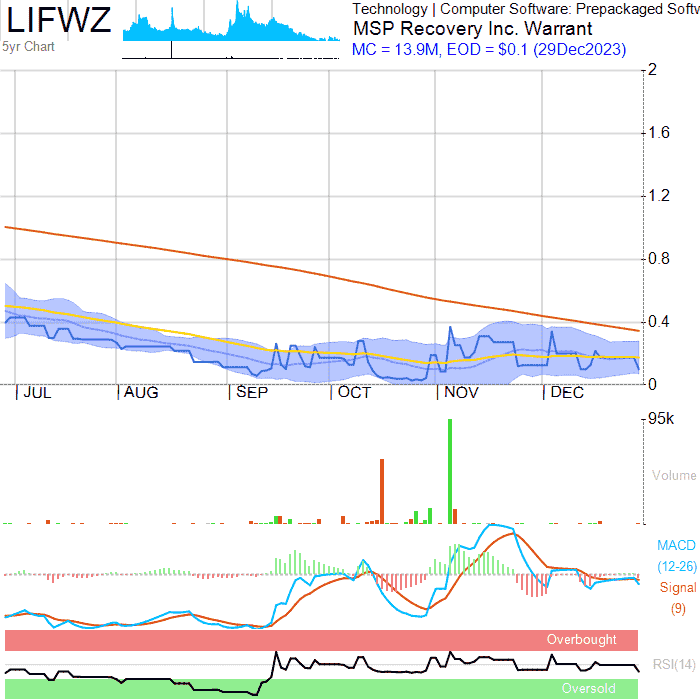 LIFWZ
5yr Chart
Technology | Computer Software: Prepackaged Softw
MSP Recovery Inc. Warrant
MC = 13.9M, EOD = $0.1 (29Dec2023)
2
1.6
1.2
0.8
0.4
0
JUL AUG SEP OCT NOV DEC
95k
Volume
MACD
(12-26)
Signal
(9)
Overbought
RSI(14)
Oversold